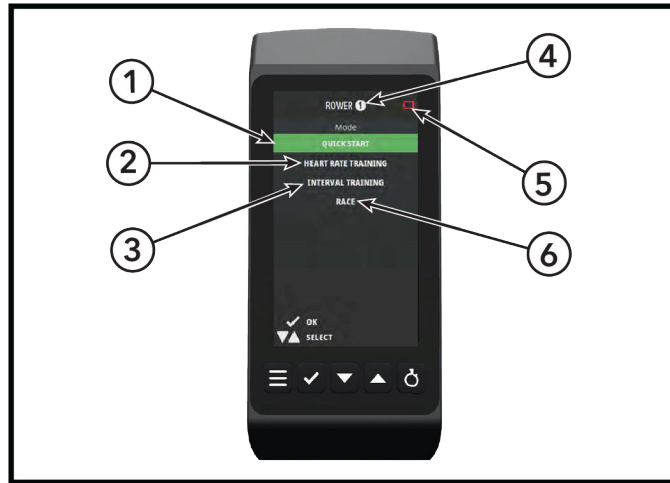 4
1
ROWER 1
Mode
QUICK START
2
HEART RATE TRAINING
5
INTERVAL TRAINING
RACE
3
6
OK
SELECT